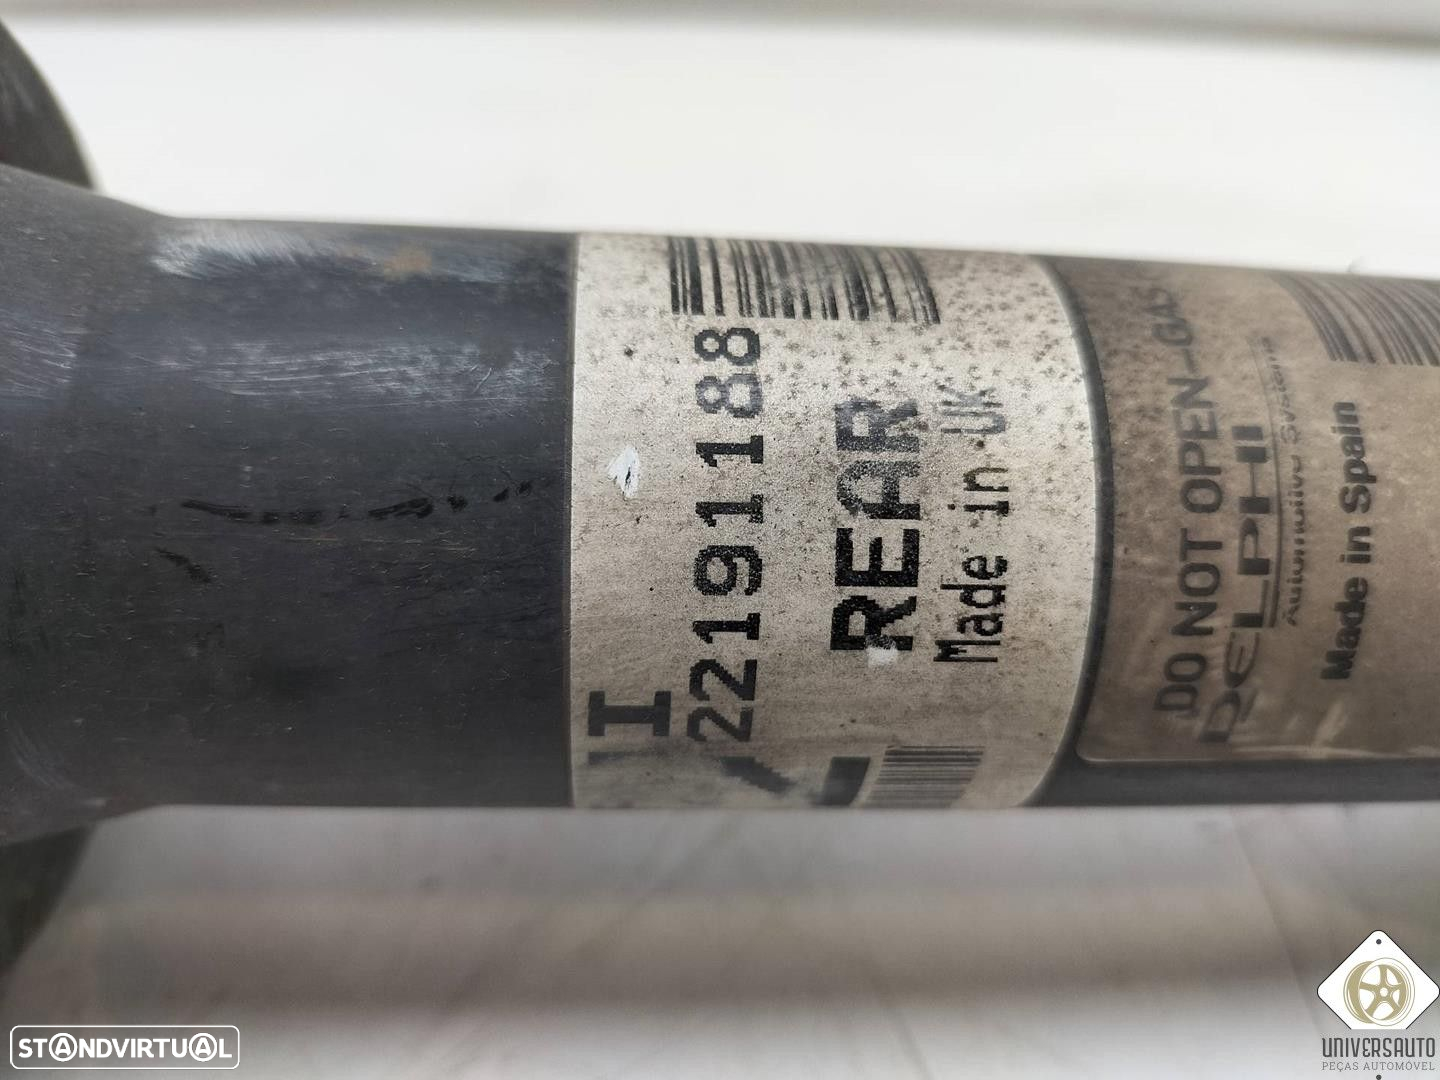 I
22191188
REAR
Made in UK
DO NOT OPEN-GAS
DELPHI
Automotive Systems
Made in Spain
STANDVIRTUAL
UNIVERSAUTO
PEÇAS AUTOMÓVEL